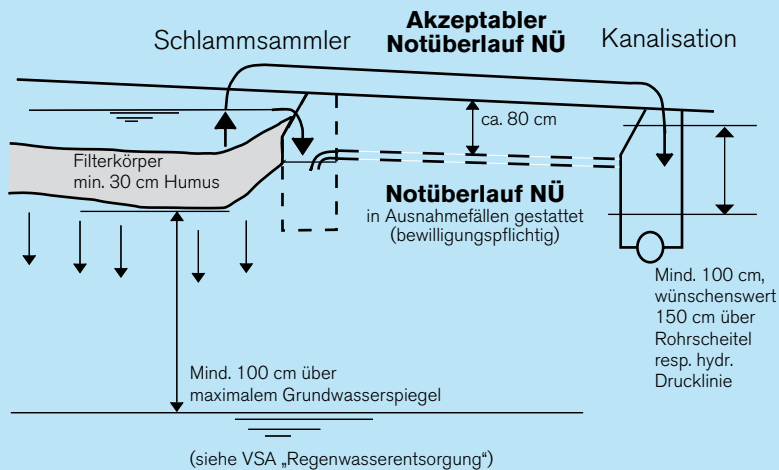 Schlammsammler
Akzeptabler
Notüberlauf NÜ
Kanalisation
ca. 80 cm
Filterkörper
min. 30 cm Humus
Notüberlauf NÜ
in Ausnahmefällen gestattet
(bewilligungspflichtig)
Mind. 100 cm,
wünschenswert
150 cm über
Rohrscheitel
resp. hydr.
Drucklinie
Mind. 100 cm über
maximalem Grundwasserspiegel
(siehe VSA „Regenwasserentsorgung“)